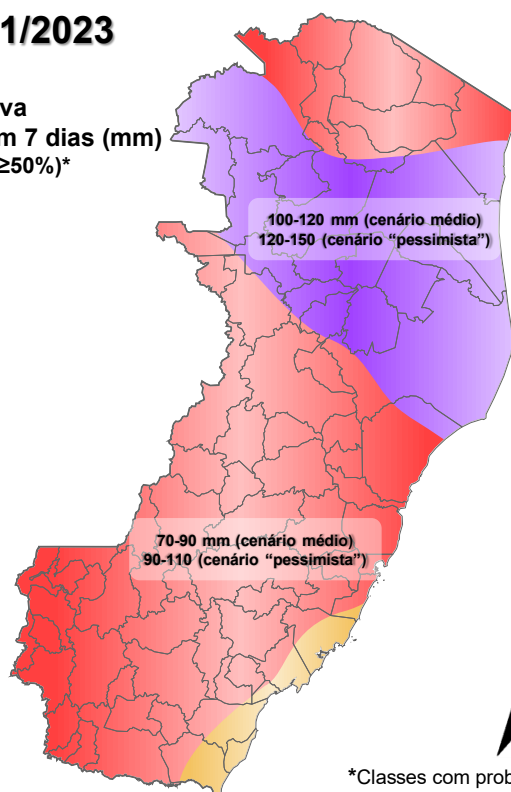 1/2023
va
m 7 dias (mm)
≥50%)*
100-120 mm (cenário médio)
120-150 (cenário “pessimista”)
70-90 mm (cenário médio)
90-110 (cenário “pessimista”)
*Classes com prob